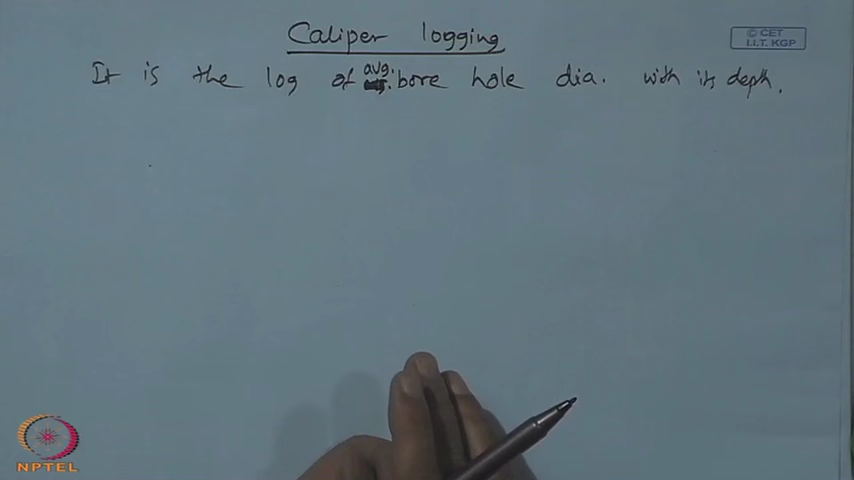 Caliper logging
© CET
I.I.T. KGP
It is the log of avg. bore hole dia. with its depth.
NPTEL